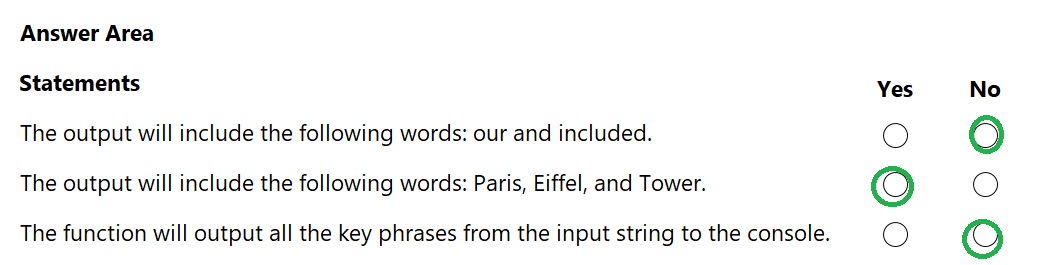 Answer Area
Statements Yes No
The output will include the following words: our and included.
The output will include the following words: Paris, Eiffel, and Tower.
The function will output all the key phrases from the input string to the console.